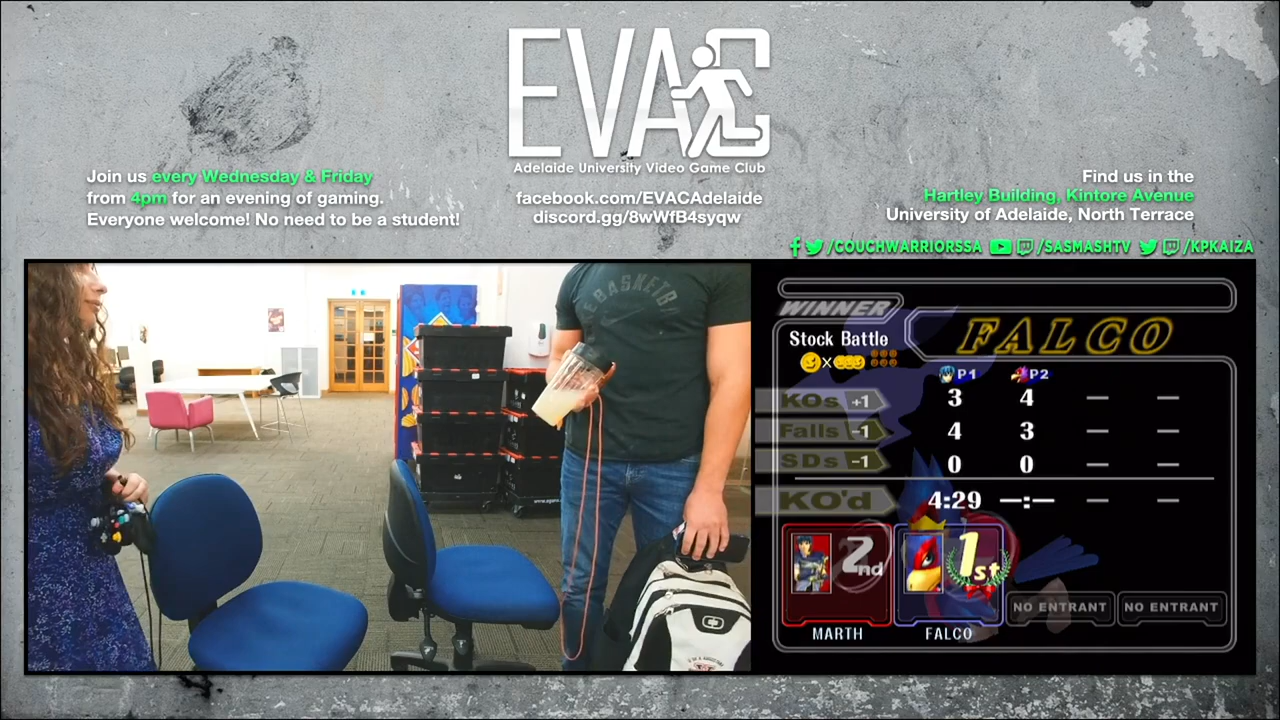 EVAC
Adelaide University Video Game Club
Join us every Wednesday & Friday
from 4pm for an evening of gaming.
Everyone welcome! No need to be a student!
facebook.com/EVACAdelaide
discord.gg/8wWfB4syqw
Find us in the
Hartley Building, Kintore Avenue
University of Adelaide, North Terrace
/COUCHWARRIORSSA /SASMASHTV /KPKAIZA
BASKETBA
WINNER
FALCO
Stock Battle
P1 P2
KOs +1 3 4 — —
Falls -1 4 3 — —
SDs -1 0 0 — —
KO'd 4:29 —:— — —
2nd
1st
NO ENTRANT
NO ENTRANT
MARTH
FALCO